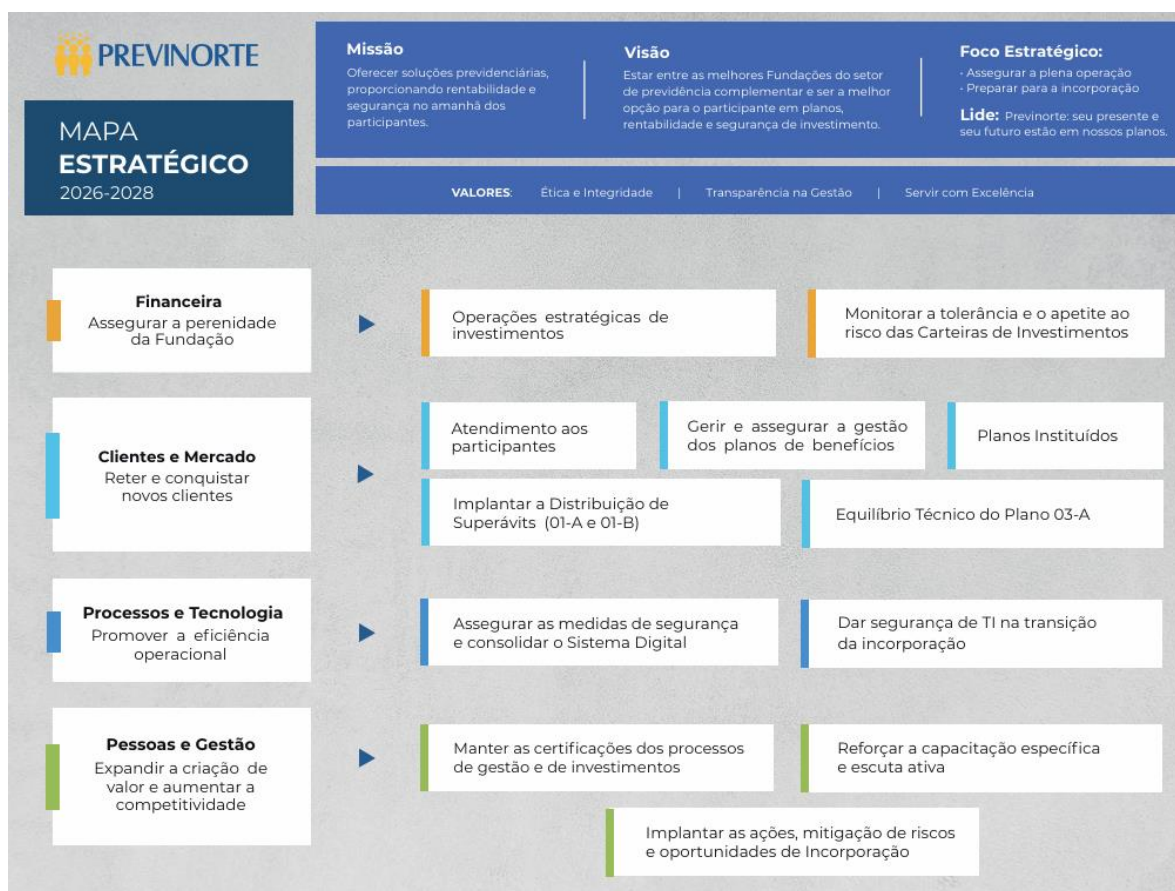 PREVINORTE
MAPA
ESTRATÉGICO
2026-2028
Missão
Oferecer soluções previdenciárias,
proporcionando rentabilidade e
segurança no amanhã dos
participantes.
Visão
Estar entre as melhores Fundações do setor
de previdência complementar e ser a melhor
opção para o participante em planos,
rentabilidade e segurança de investimento.
Foco Estratégico:
· Assegurar a plena operação
· Preparar para a incorporação
Lide: Previnorte: seu presente e
seu futuro estão em nossos planos.
VALORES: Ética e Integridade | Transparência na Gestão | Servir com Excelência
Financeira
Assegurar a perenidade
da Fundação
Operações estratégicas de
investimentos
Monitorar a tolerância e o apetite ao
risco das Carteiras de Investimentos
Clientes e Mercado
Reter e conquistar
novos clientes
Atendimento aos
participantes
Gerir e assegurar a gestão
dos planos de benefícios
Planos Instituídos
Implantar a Distribuição de
Superávits (01-A e 01-B)
Equilíbrio Técnico do Plano 03-A
Processos e Tecnologia
Promover a eficiência
operacional
Assegurar as medidas de segurança
e consolidar o Sistema Digital
Dar segurança de TI na transição
da incorporação
Pessoas e Gestão
Expandir a criação de
valor e aumentar a
competitividade
Manter as certificações dos processos
de gestão e de investimentos
Reforçar a capacitação específica
e escuta ativa
Implantar as ações, mitigação de riscos
e oportunidades de Incorporação